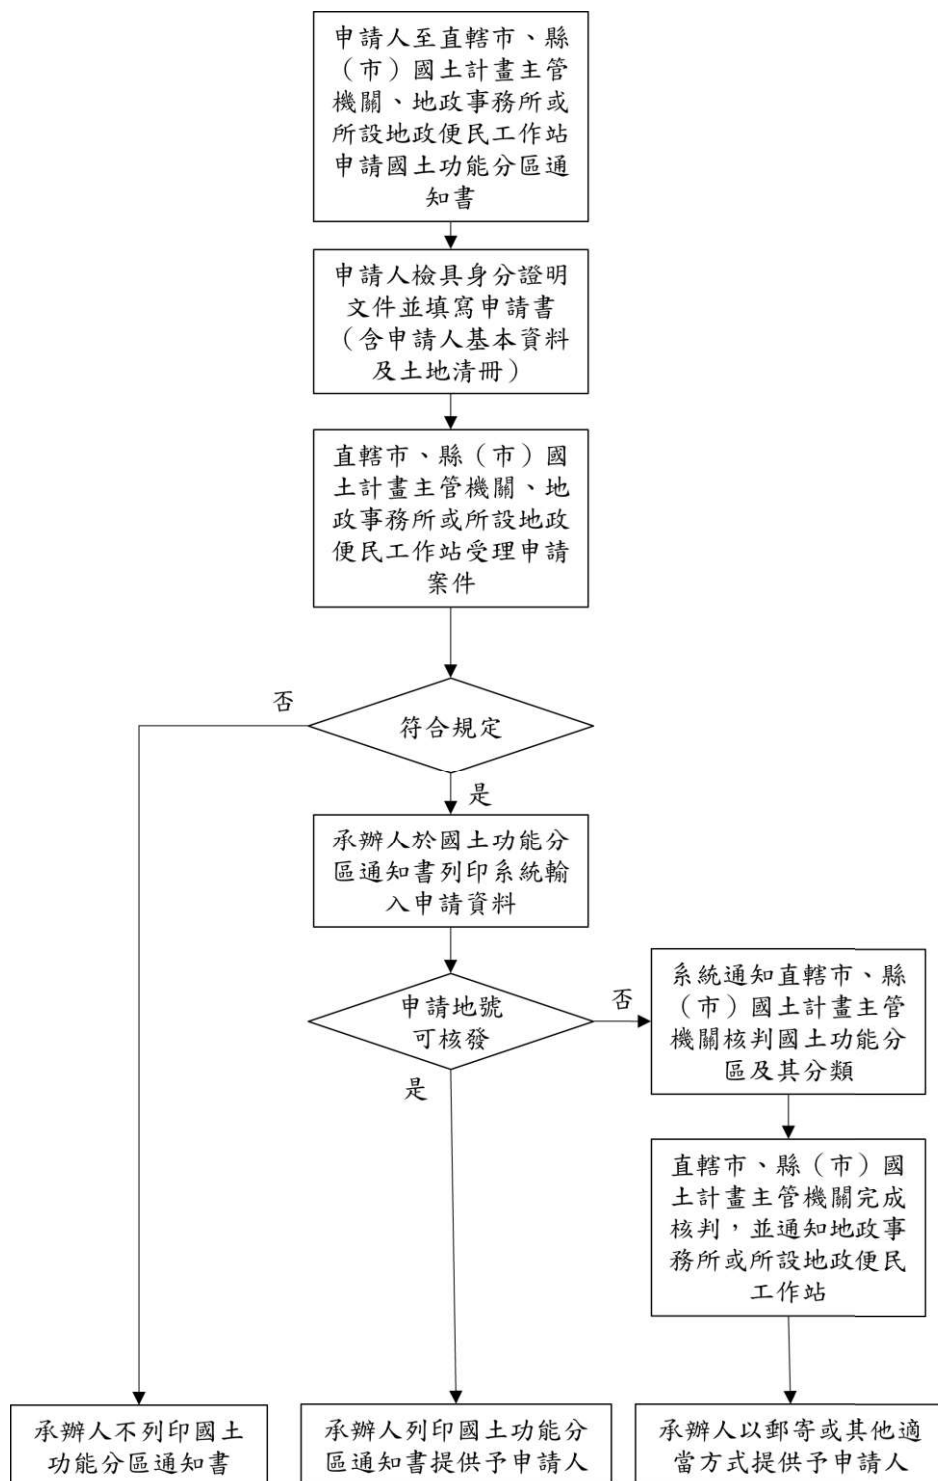 申請人至直轄市、縣
（市）國土計畫主管
機關、地政事務所或
所設地政便民工作站
申請國土功能分區通
知書
申請人檢具身分證明
文件並填寫申請書
（含申請人基本資料
及土地清冊）
直轄市、縣（市）國
土計畫主管機關、地
政事務所或所設地政
便民工作站受理申請
案件
否
符合規定
是
承辦人於國土功能分
區通知書列印系統輸
入申請資料
申請地號
可核發
否
是
系統通知直轄市、縣
（市）國土計畫主管
機關核判國土功能分
區及其分類
直轄市、縣（市）國
土計畫主管機關完成
核判，並通知地政事
務所或所設地政便民
工作站
承辦人不列印國土
功能分區通知書
承辦人列印國土功能分
區通知書提供予申請人
承辦人以郵寄或其他適
當方式提供予申請人